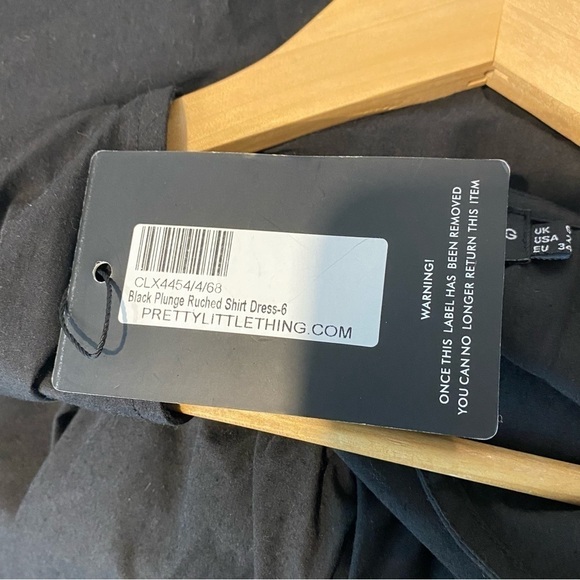 CLX4454/4/68
Black Plunge Ruched Shirt Dress-6
PRETTYLITTLETHING.COM
WARNING!
ONCE THIS LABEL HAS BEEN REMOVED
YOU CAN NO LONGER RETURN THIS ITEM
UK
USA
EU 3